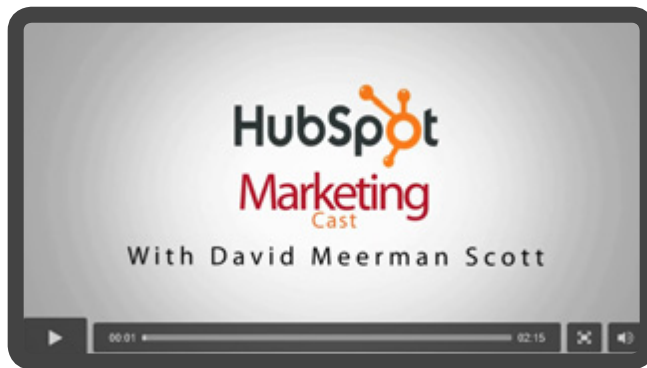 HubSpot
Marketing
Cast
With David Meerman Scott
00:01 02:15